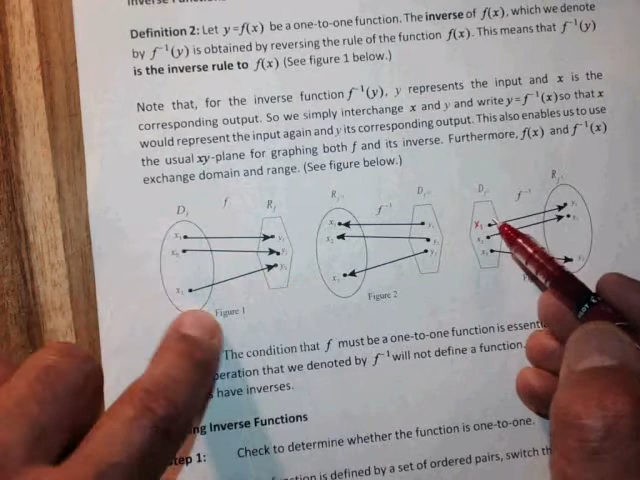 Definition 2: Let y=f(x) be a one-to-one function. The inverse of f(x), which we denote
by f⁻¹(y) is obtained by reversing the rule of the function f(x). This means that f⁻¹(y)
is the inverse rule to f(x) (See figure 1 below.)
Note that, for the inverse function f⁻¹(y), y represents the input and x is the
corresponding output. So we simply interchange x and y and write y=f⁻¹(x) so that x
would represent the input again and y its corresponding output. This also enables us to use
the usual xy-plane for graphing both f and its inverse. Furthermore, f(x) and f⁻¹(x)
exchange domain and range. (See figure below.)
D_f f R_f
f⁻¹
f⁻¹
Figure 1
Figure 2
The condition that f must be a one-to-one function is
peration that we denoted by f⁻¹ will not define a function.
have inverses.
Inverse Functions
Check to determine whether the function is one-to-one.
is defined by a set of ordered pairs, switch